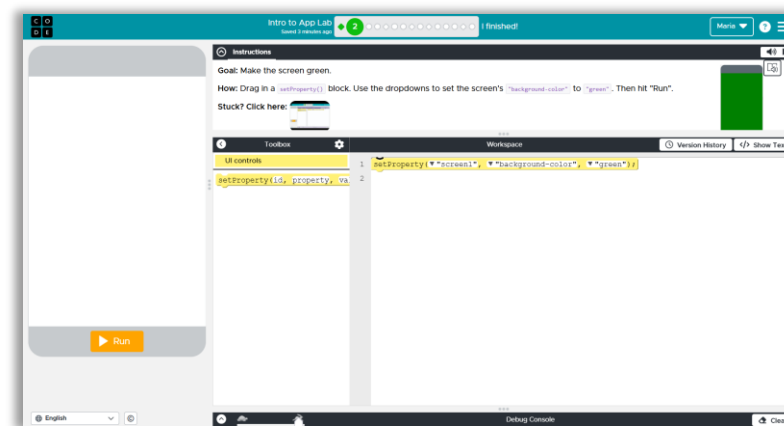 C O
D E
Intro to App Lab
Saved 3 minutes ago
2
I finished!
Marie
?
Instructions
Goal: Make the screen green.
How: Drag in a setProperty() block. Use the dropdowns to set the screen's "background-color" to "green". Then hit "Run".
Stuck? Click here:
Toolbox
Workspace
Version History
</> Show Tex
UI controls
setProperty(id, property, va
1 setProperty(▼"screen1", ▼"background-color", ▼"green");
2
Run
English
©
Debug Console
Clea